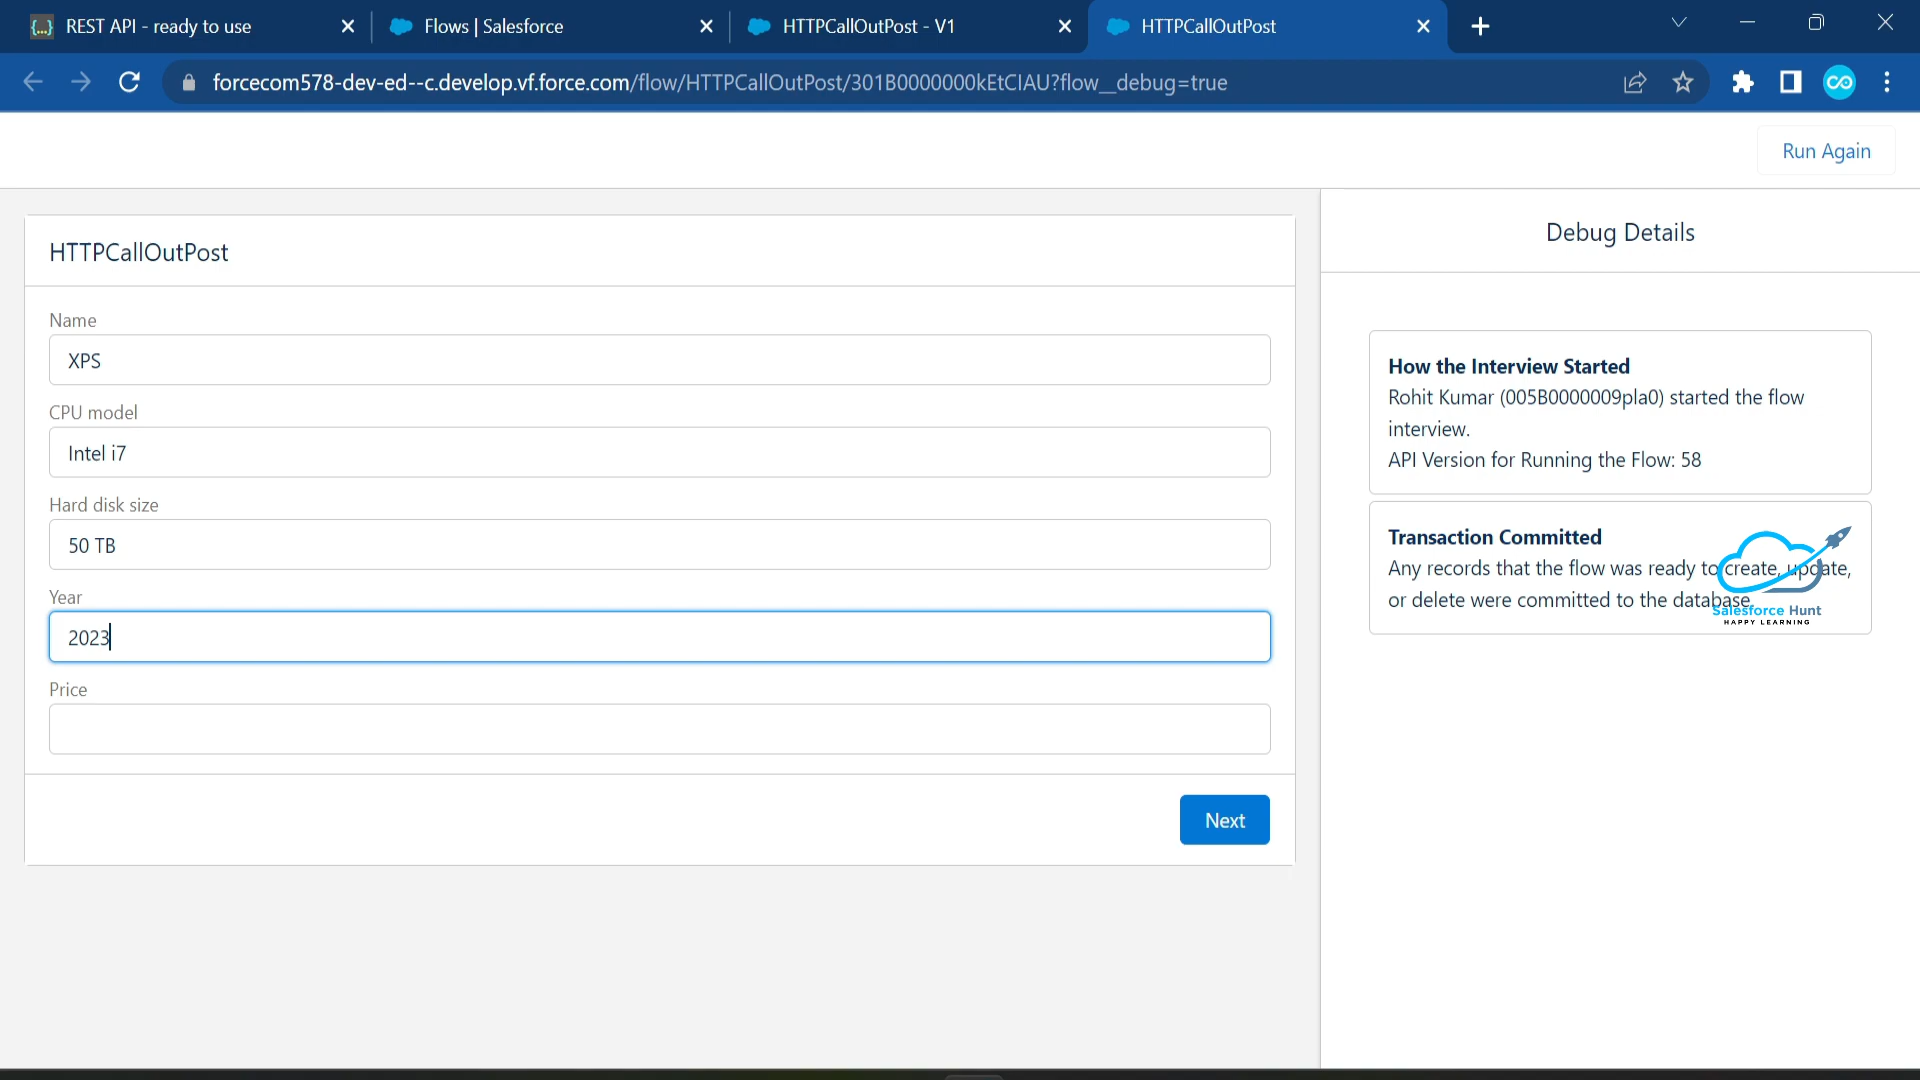 REST API - ready to use
Flows | Salesforce
HTTPCallOutPost - V1
HTTPCallOutPost
forcecom578-dev-ed--c.develop.vf.force.com/flow/HTTPCallOutPost/301B0000000kEtCIAU?flow__debug=true
Run Again
HTTPCallOutPost
Name
XPS
CPU model
Intel i7
Hard disk size
50 TB
Year
2023
Price
Next
Debug Details
How the Interview Started
Rohit Kumar (005B0000009pla0) started the flow
interview.
API Version for Running the Flow: 58
Transaction Committed
Any records that the flow was ready to create, update,
or delete were committed to the database
Salesforce Hunt
HAPPY LEARNING